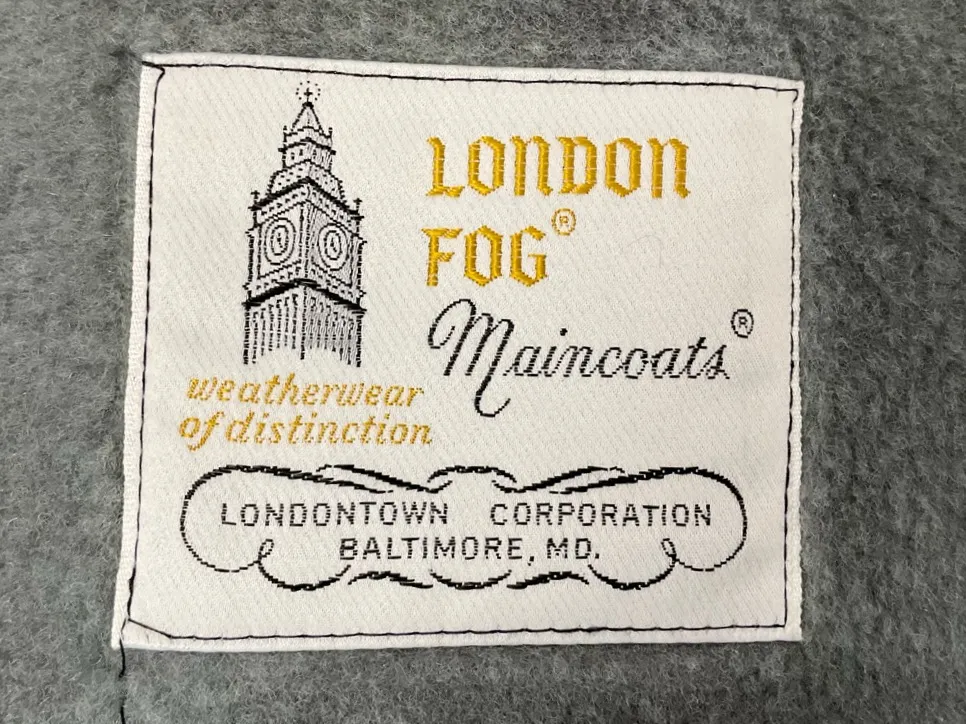 LONDON
FOG®
Maincoats®
weatherwear
of distinction
LONDONTOWN CORPORATION
BALTIMORE, MD.